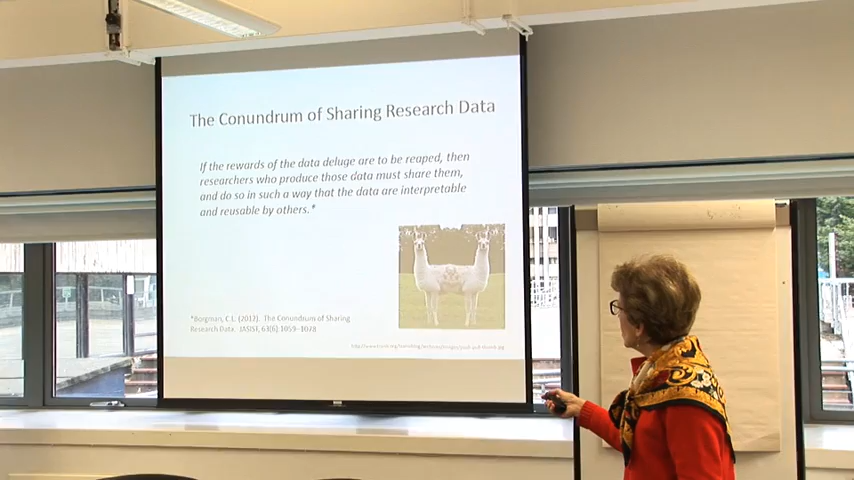 The Conundrum of Sharing Research Data
If the rewards of the data deluge are to be reaped, then
researchers who produce those data must share them,
and do so in such a way that the data are interpretable
and reusable by others.*
*Borgman, C.L. (2012). The Conundrum of Sharing
Research Data. JASIST, 63(6):1059–1078